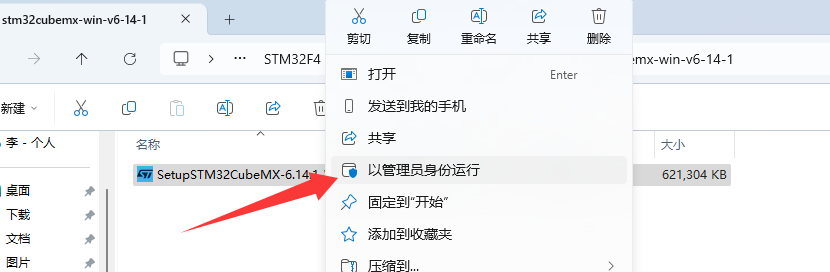 stm32cubemx-win-v6-14-1
剪切
复制
重命名
共享
删除
STM32F4
emx-win-v6-14-1
打开
Enter
新建
发送到我的手机
李 - 个人
名称
共享
大小
SetupSTM32CubeMX-6.14.1
以管理员身份运行
621,304 KB
桌面
下载
固定到"开始"
文档
添加到收藏夹
图片
压缩到...